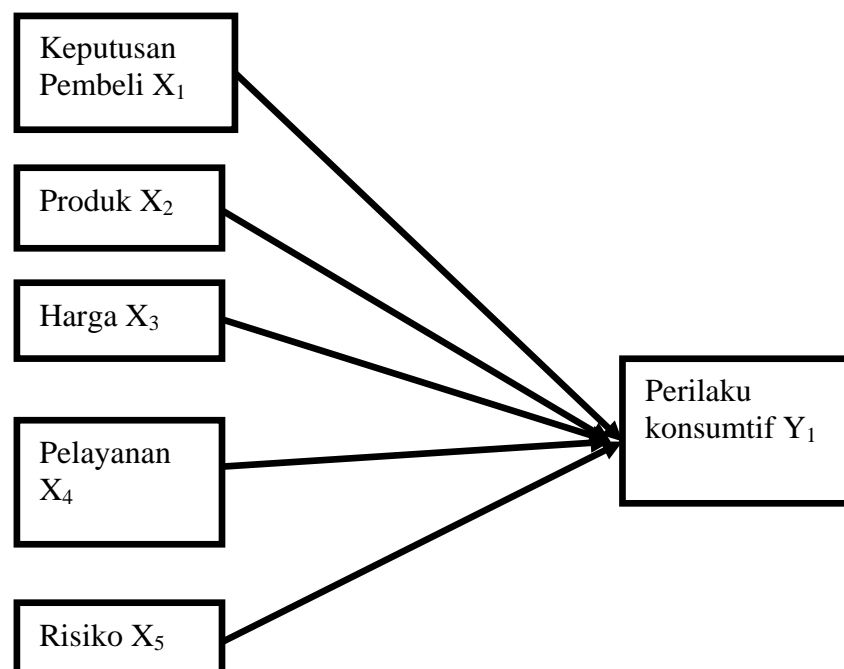 Keputusan
Pembeli X₁
Produk X₂
Harga X₃
Pelayanan
X₄
Risiko X₅
Perilaku
konsumtif Y₁